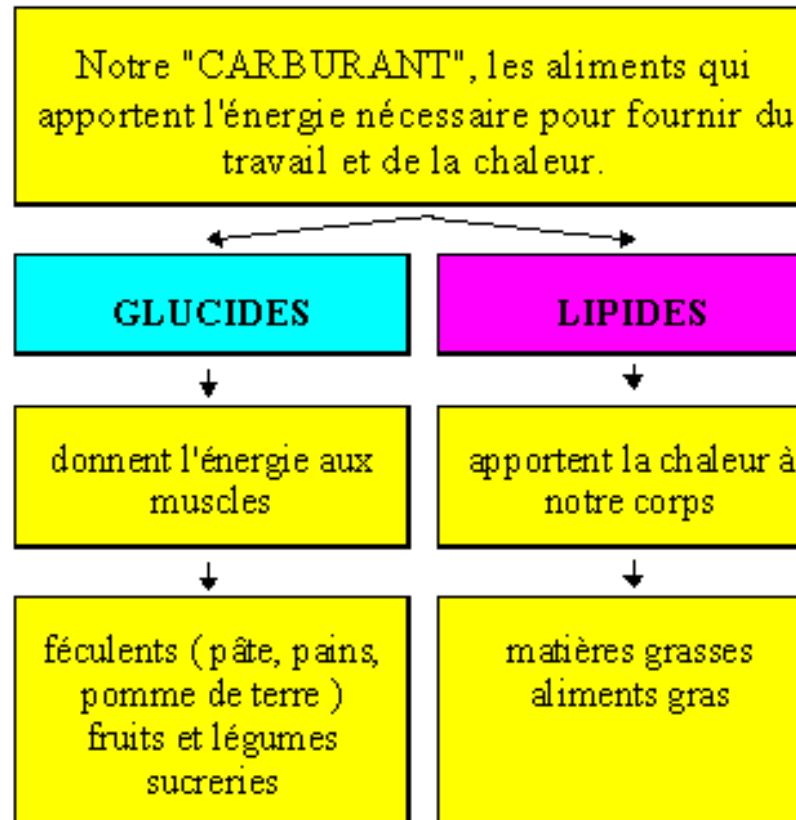 Notre "CARBURANT", les aliments qui
apportent l'énergie nécessaire pour fournir du
travail et de la chaleur.
GLUCIDES
LIPIDES
donnent l'énergie aux
muscles
apportent la chaleur à
notre corps
féculents ( pâte, pains,
pomme de terre )
fruits et légumes
sucreries
matières grasses
aliments gras